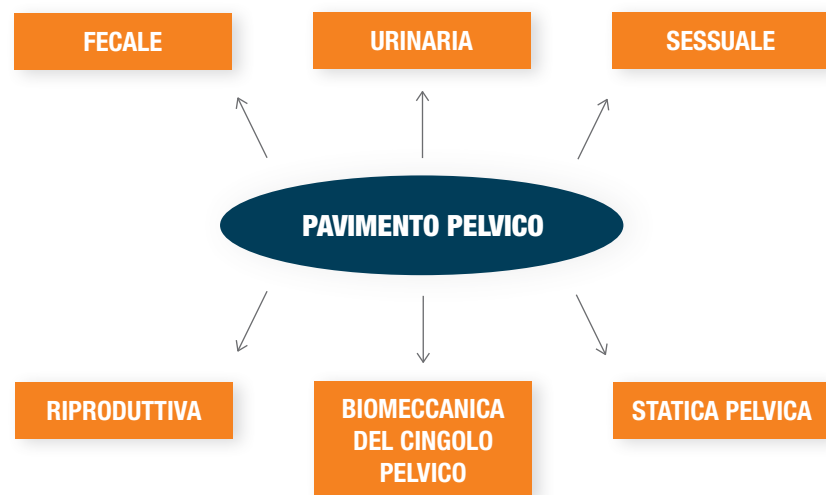 FECALE
URINARIA
SESSUALE
PAVIMENTO PELVICO
RIPRODUTTIVA
BIOMECCANICA
DEL CINGOLO
PELVICO
STATICA PELVICA